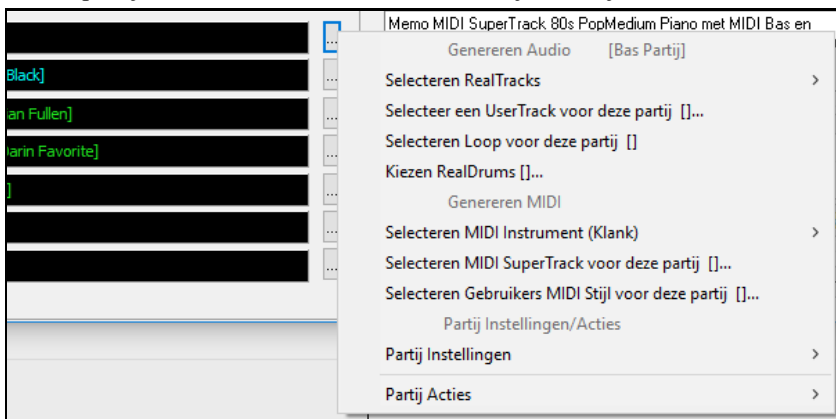 Memo MIDI SuperTrack 80s PopMedium Piano met MIDI Bas en
...
Genereren Audio [Bas Partij]
Black]
...
Selecteren RealTracks >
an Fullen]
...
Selecteer een UserTrack voor deze partij []...
arin Favorite]
...
Selecteren Loop voor deze partij []
Kiezen RealDrums []...
]
...
Genereren MIDI
...
Selecteren MIDI Instrument (Klank) >
...
Selecteren MIDI SuperTrack voor deze partij []...
Selecteren Gebruikers MIDI Stijl voor deze partij []...
Partij Instellingen/Acties
Partij Instellingen >
Partij Acties >